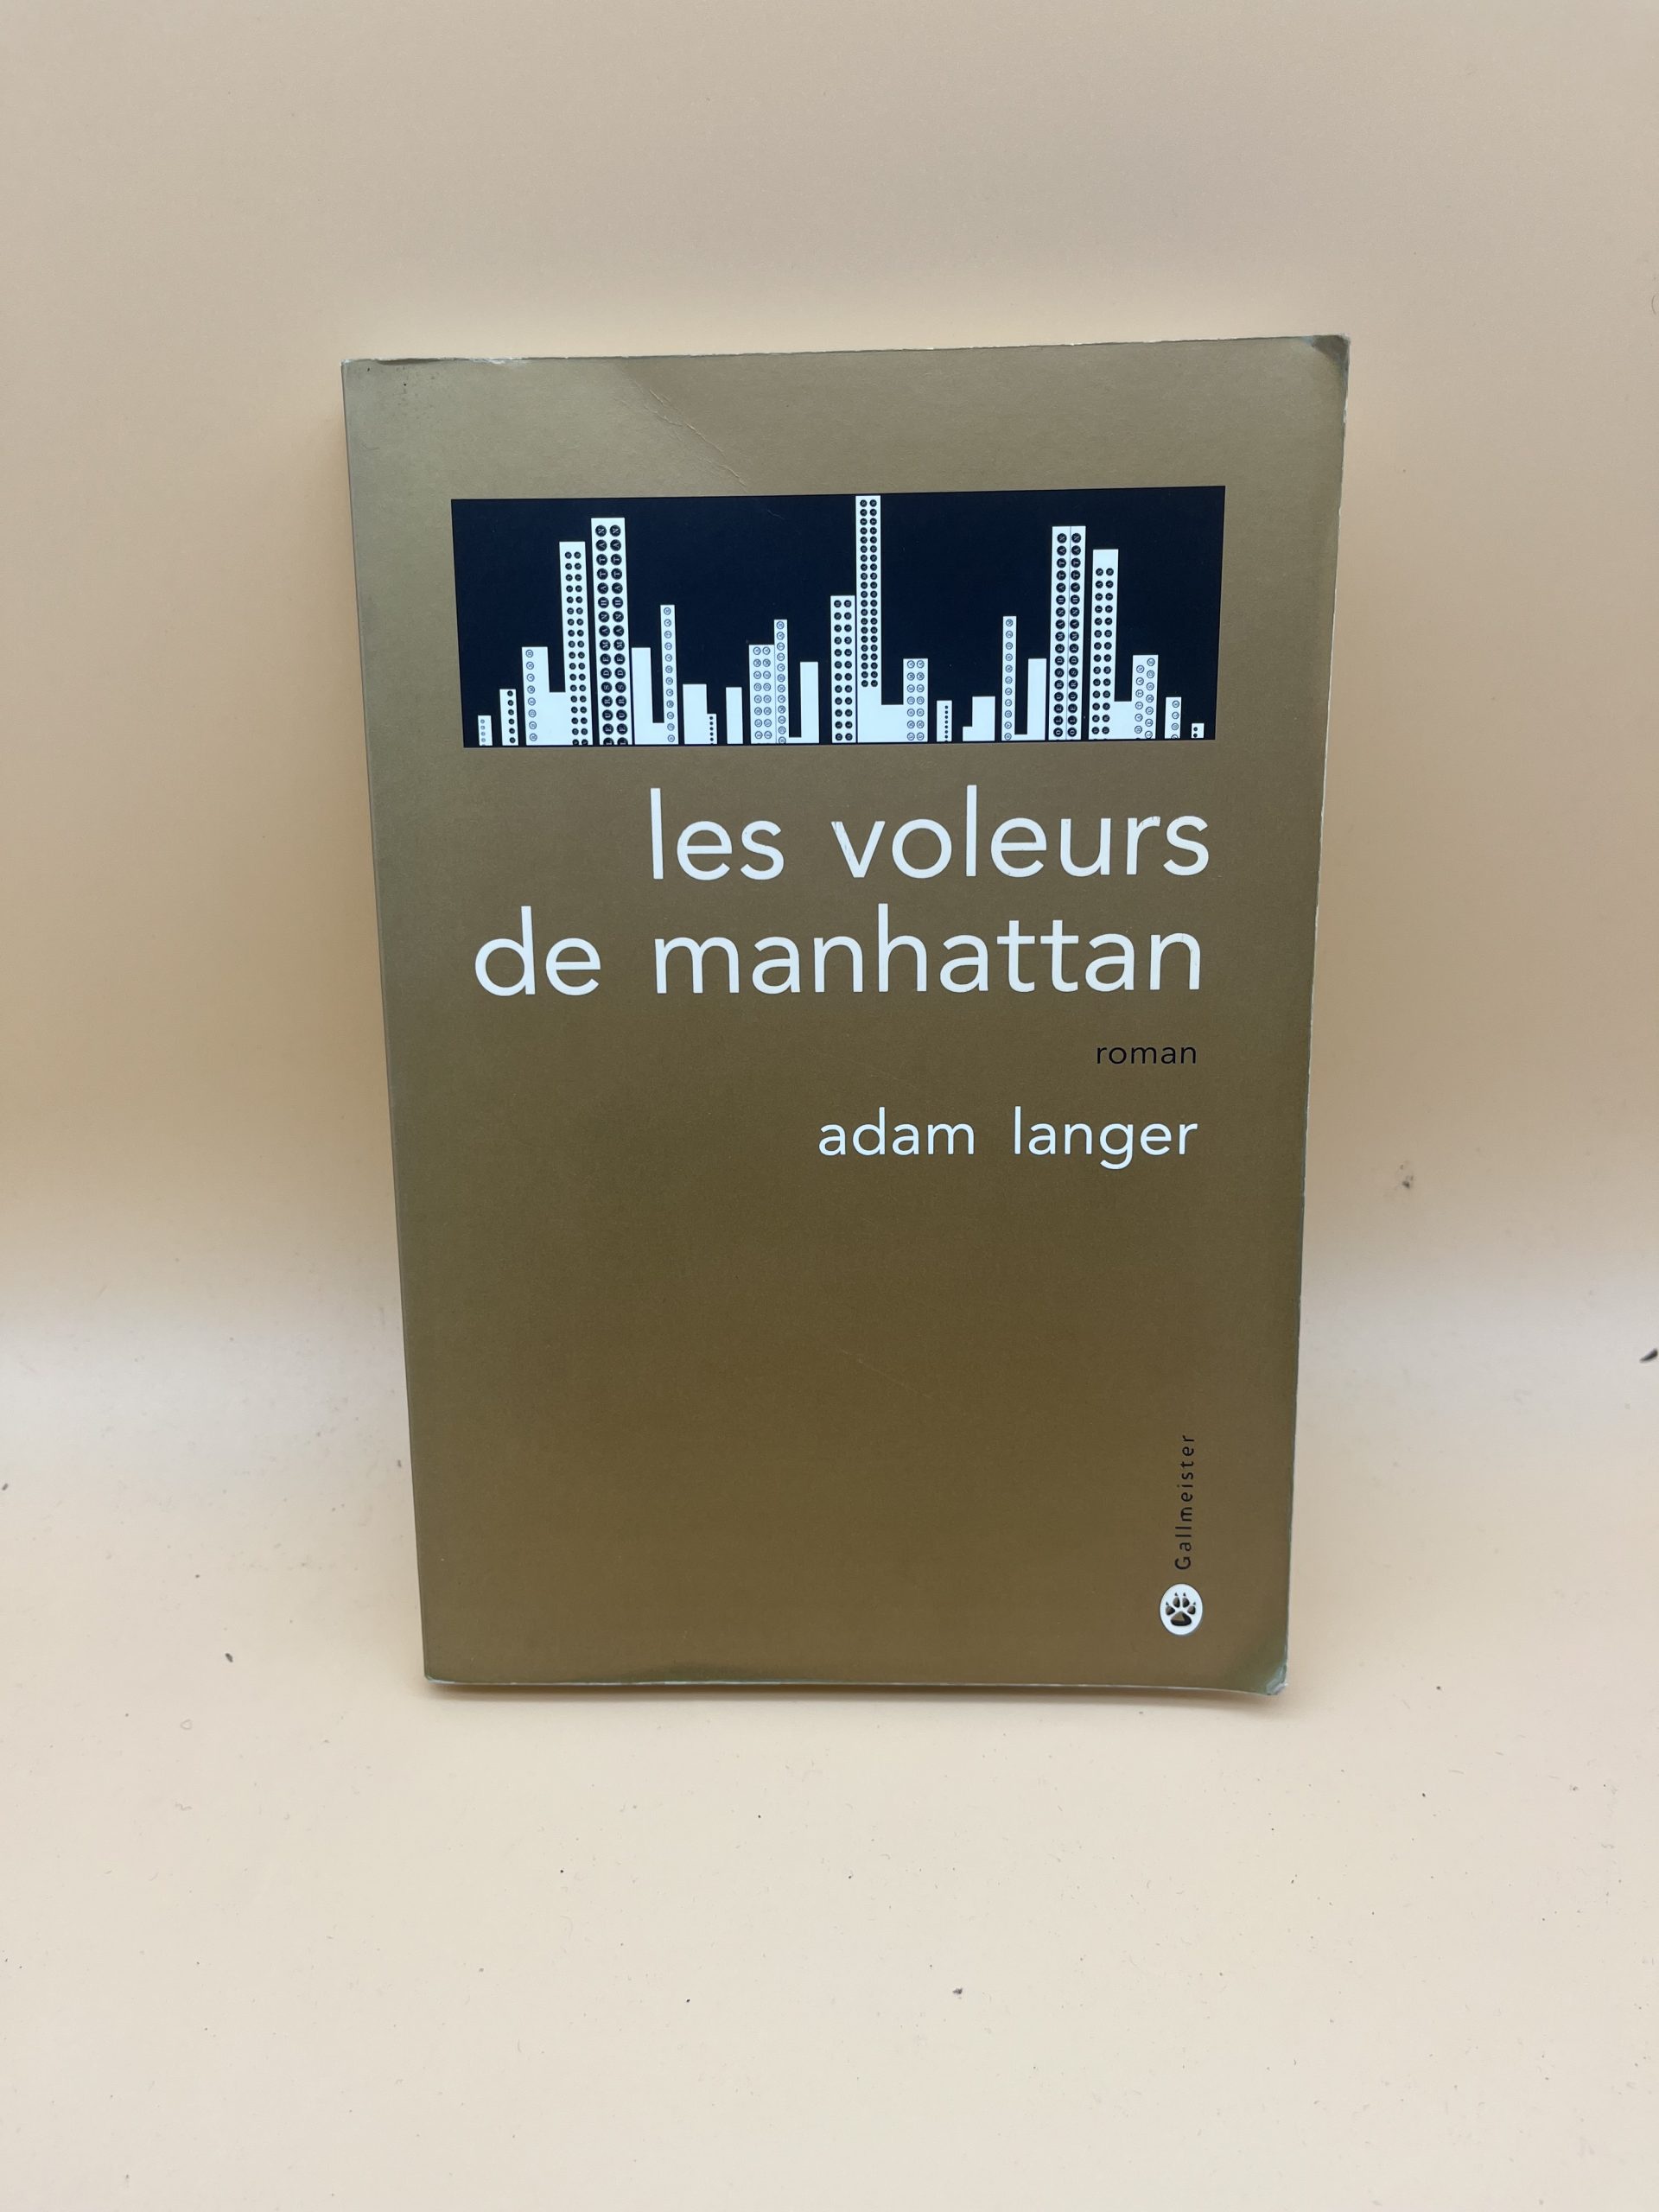 les voleurs
de manhattan
roman
adam langer
Gallmeister